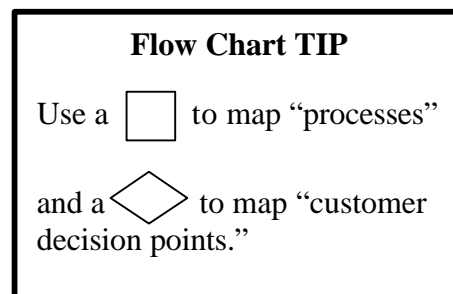 Flow Chart TIP
Use a to map “processes”
and a to map “customer
decision points.”